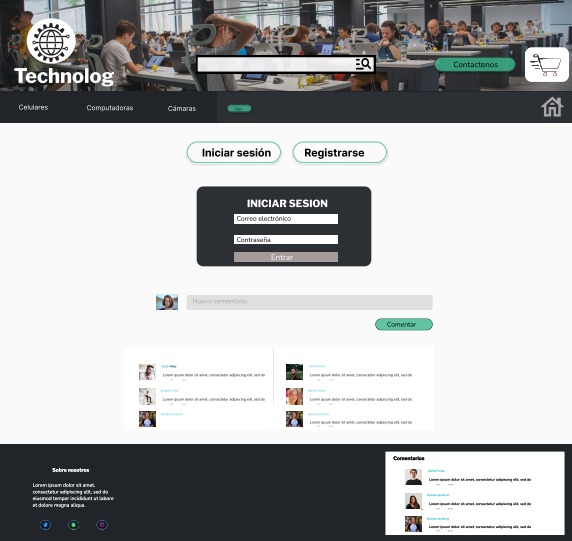 Technolog
Contactenos
Celulares
Computadoras
Cámaras
Iniciar sesión
Registrarse
INICIAR SESION
Correo electrónico
Contraseña
Entrar
Nuevo comentario
Comentar
Lorem ipsum dolor sit amet, consectetur adipiscing elit, sed do
Lorem ipsum dolor sit amet, consectetur adipiscing elit, sed do
Lorem ipsum dolor sit amet, consectetur adipiscing elit, sed do
Lorem ipsum dolor sit amet, consectetur adipiscing elit, sed do
Sobre nosotros
Lorem ipsum dolor sit amet,
consectetur adipiscing elit, sed do
eiusmod tempor incididunt ut labore
et dolore magna aliqua.
Comentarios
Lorem ipsum dolor sit amet, consectetur adipiscing elit, sed do
Lorem ipsum dolor sit amet, consectetur adipiscing elit, sed do
Lorem ipsum dolor sit amet, consectetur adipiscing elit, sed do